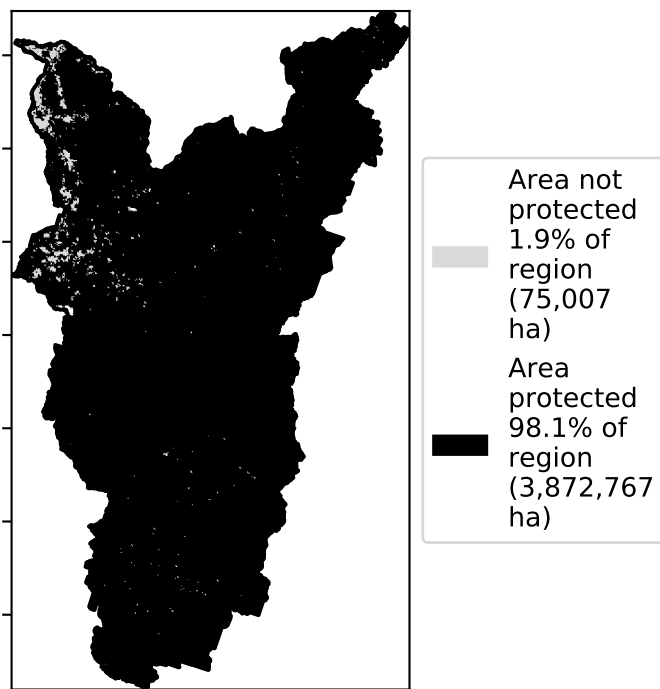 Area not
protected
1.9% of
region
(75,007
ha)
Area
protected
98.1% of
region
(3,872,767
ha)